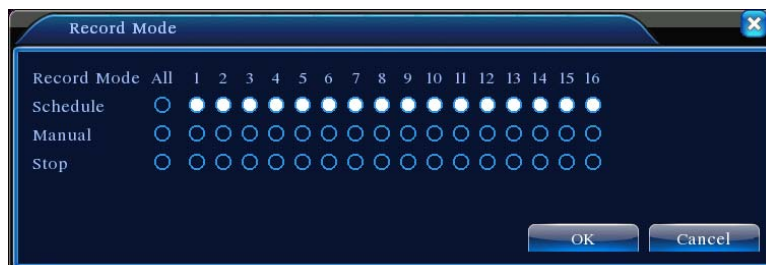 Record Mode
Record Mode All 1 2 3 4 5 6 7 8 9 10 11 12 13 14 15 16
Schedule
Manual
Stop
OK Cancel